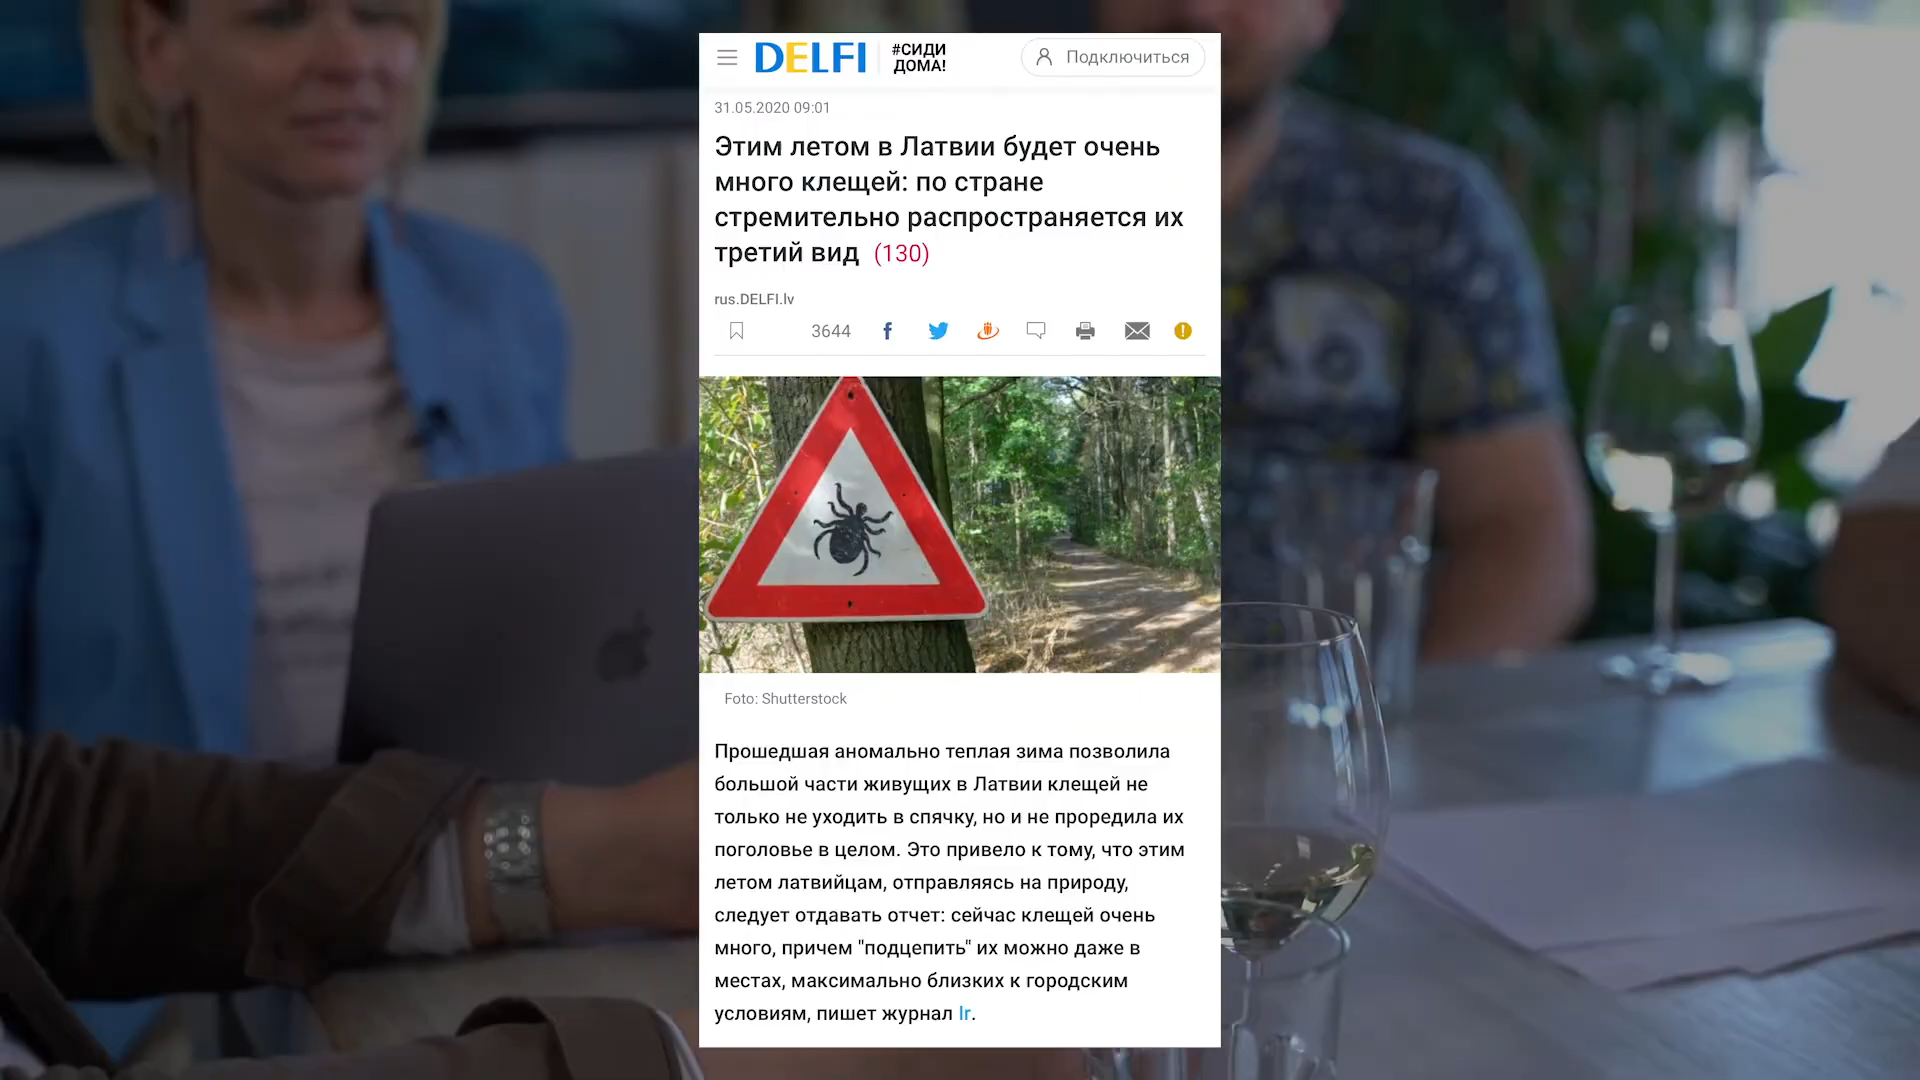 DELFI
#СИДИ
ДОМА!
Подключиться
31.05.2020 09:01
Этим летом в Латвии будет очень
много клещей: по стране
стремительно распространяется их
третий вид (130)
rus.DELFI.lv
3644
Foto: Shutterstock
Прошедшая аномально теплая зима позволила
большой части живущих в Латвии клещей не
только не уходить в спячку, но и не проредила их
поголовье в целом. Это привело к тому, что этим
летом латвийцам, отправляясь на природу,
следует отдавать отчет: сейчас клещей очень
много, причем "подцепить" их можно даже в
местах, максимально близких к городским
условиям, пишет журнал Ir.